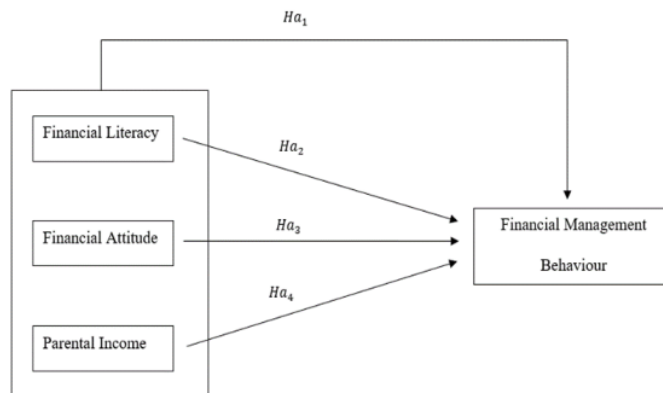 Ha₁
Financial Literacy
Ha₂
Financial Attitude
Ha₃
Financial Management
Behaviour
Ha₄
Parental Income